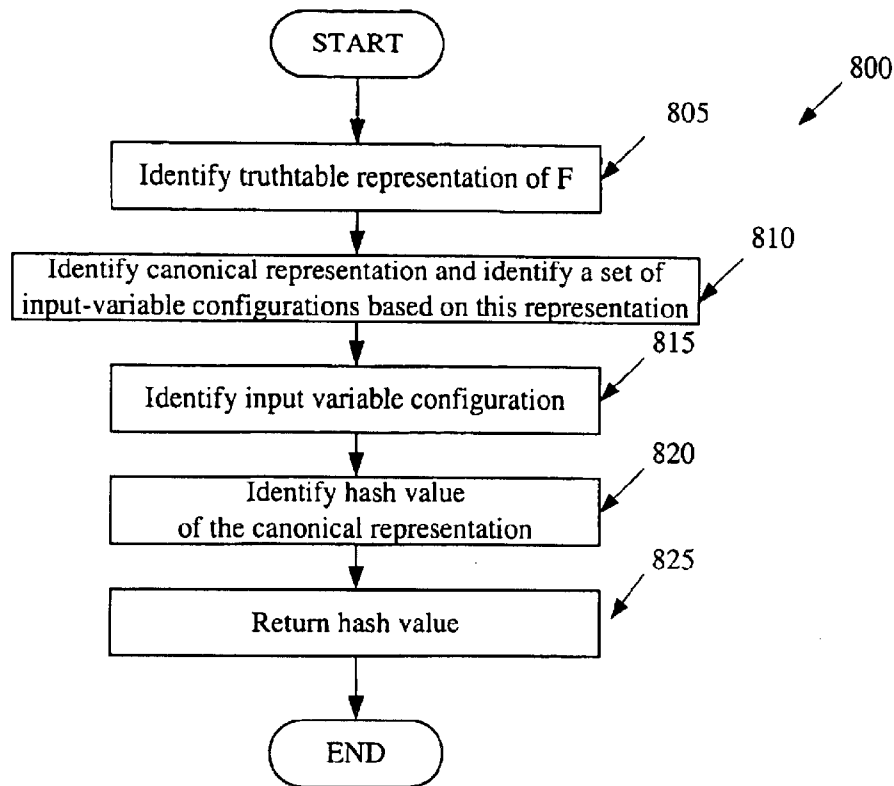 START
800
805
Identify truthtable representation of F
810
Identify canonical representation and identify a set of
input-variable configurations based on this representation
815
Identify input variable configuration
820
Identify hash value
of the canonical representation
825
Return hash value
END